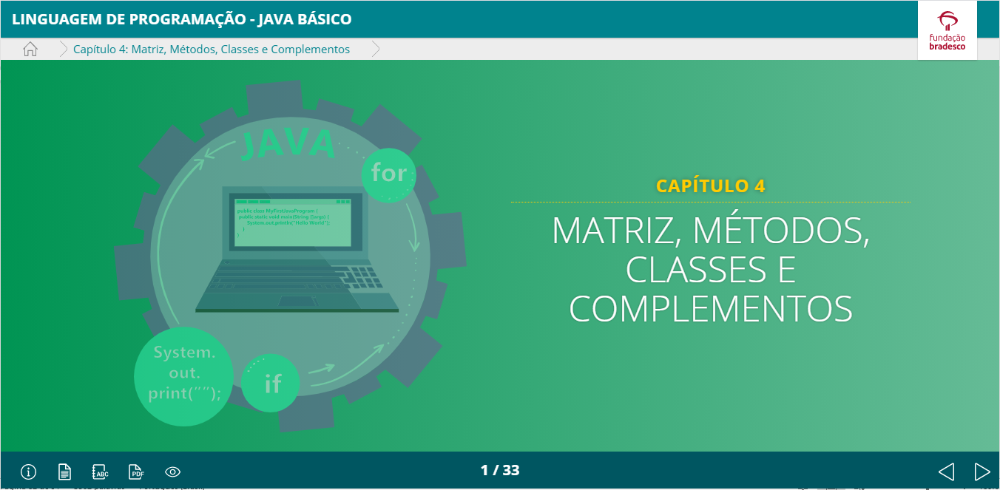 LINGUAGEM DE PROGRAMAÇÃO - JAVA BÁSICO
fundação
bradesco
Capítulo 4: Matriz, Métodos, Classes e Complementos
JAVA
for
public class MyFirstJavaProgram {
public static void main(String []args) {
System.out.println("Hello World");
}
}
CAPÍTULO 4
MATRIZ, MÉTODOS,
CLASSES E
COMPLEMENTOS
System.
out.
print("");
if
ABC
PDF
1 / 33